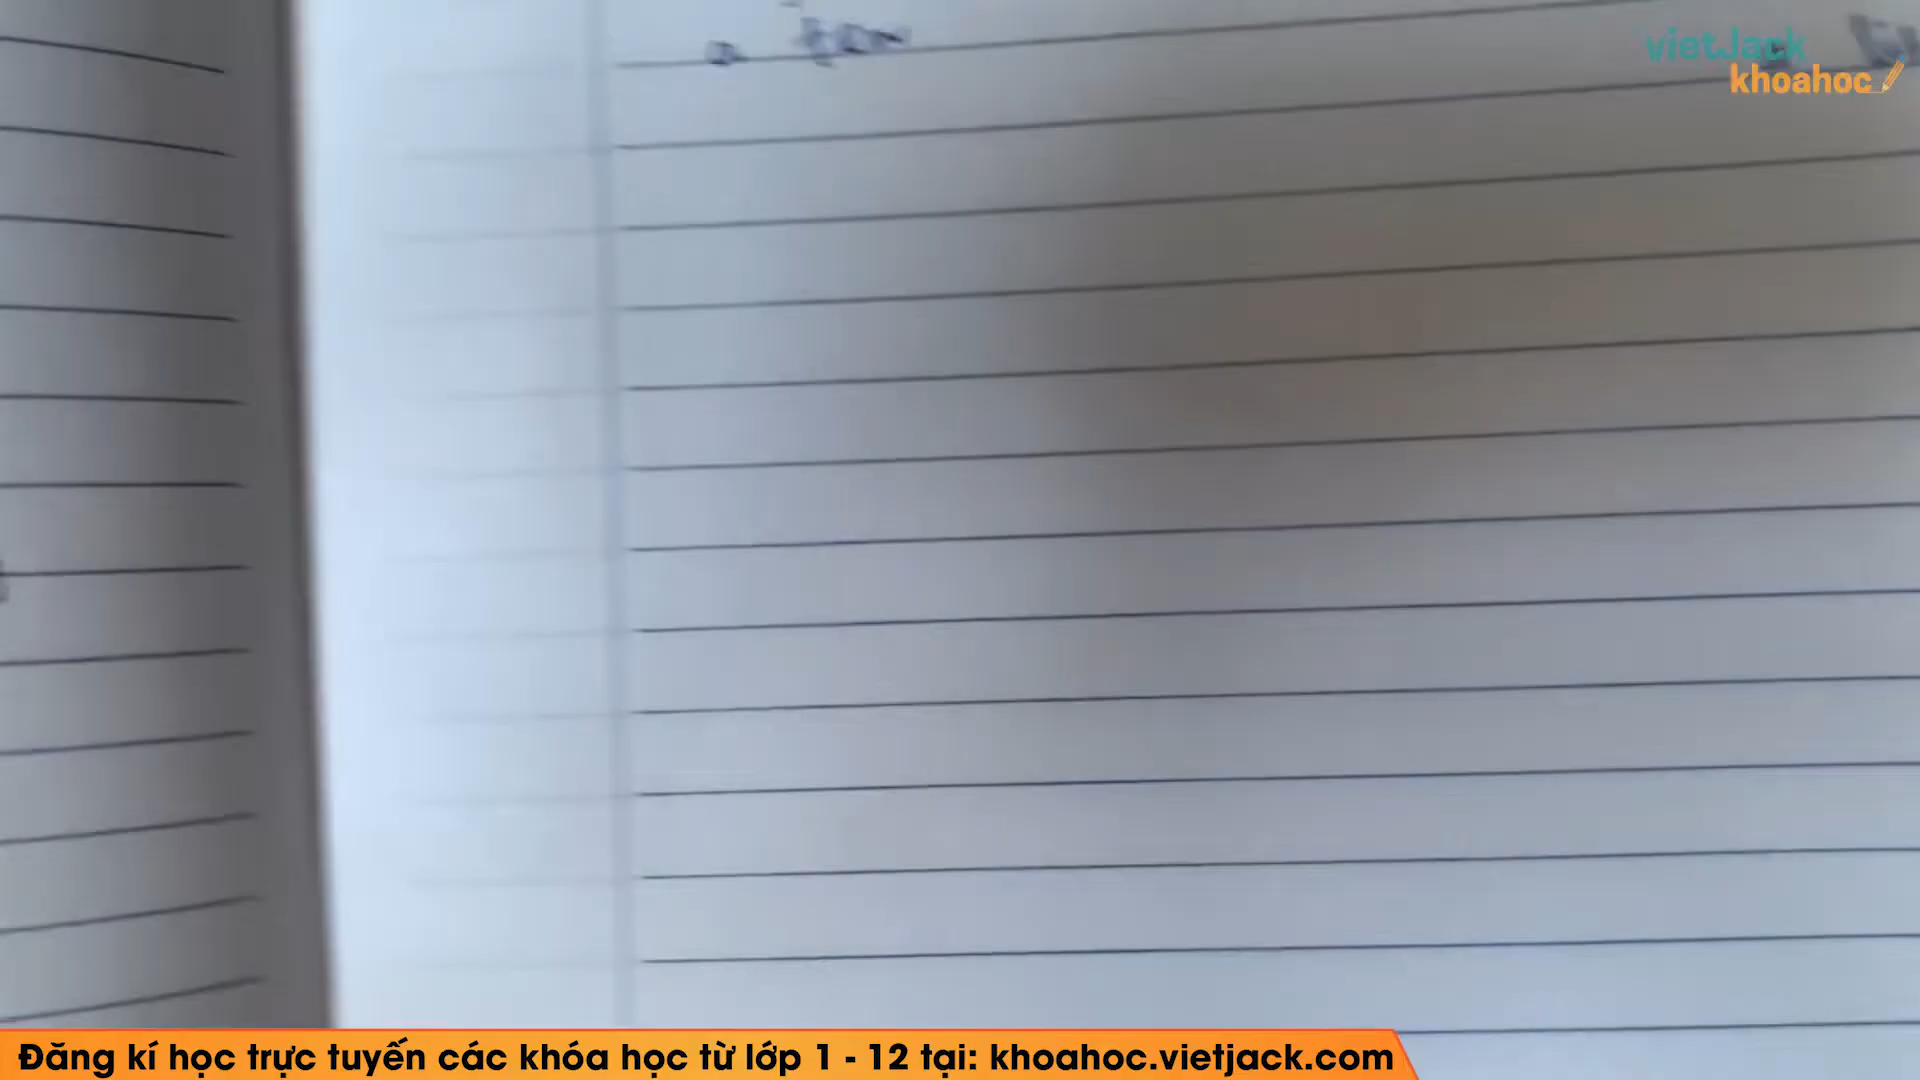 vietJack
khoahoc
Đăng kí học trực tuyến các khóa học từ lớp 1 - 12 tại: khoahoc.vietjack.com